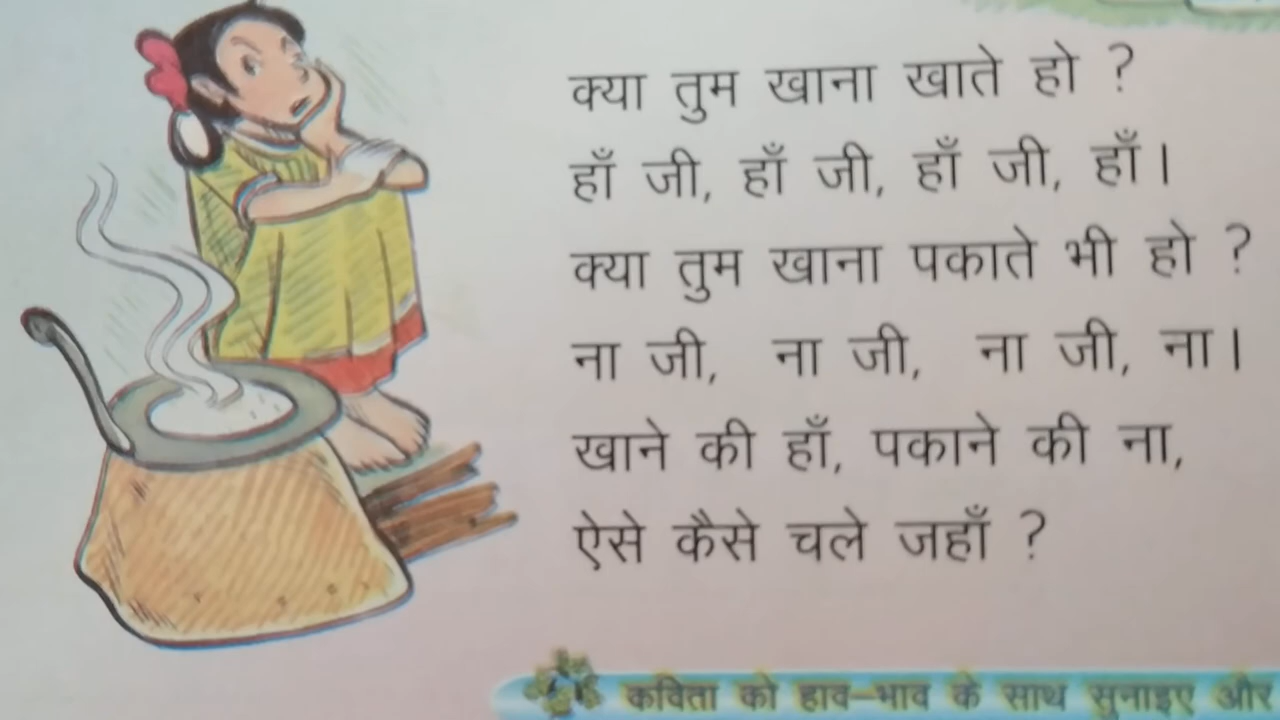 क्या तुम खाना खाते हो ?
हाँ जी, हाँ जी, हाँ जी, हाँ।
क्या तुम खाना पकाते भी हो ?
ना जी, ना जी, ना जी, ना।
खाने की हाँ, पकाने की ना,
ऐसे कैसे चले जहाँ ?
कविता को हाव-भाव के साथ सुनाइए और